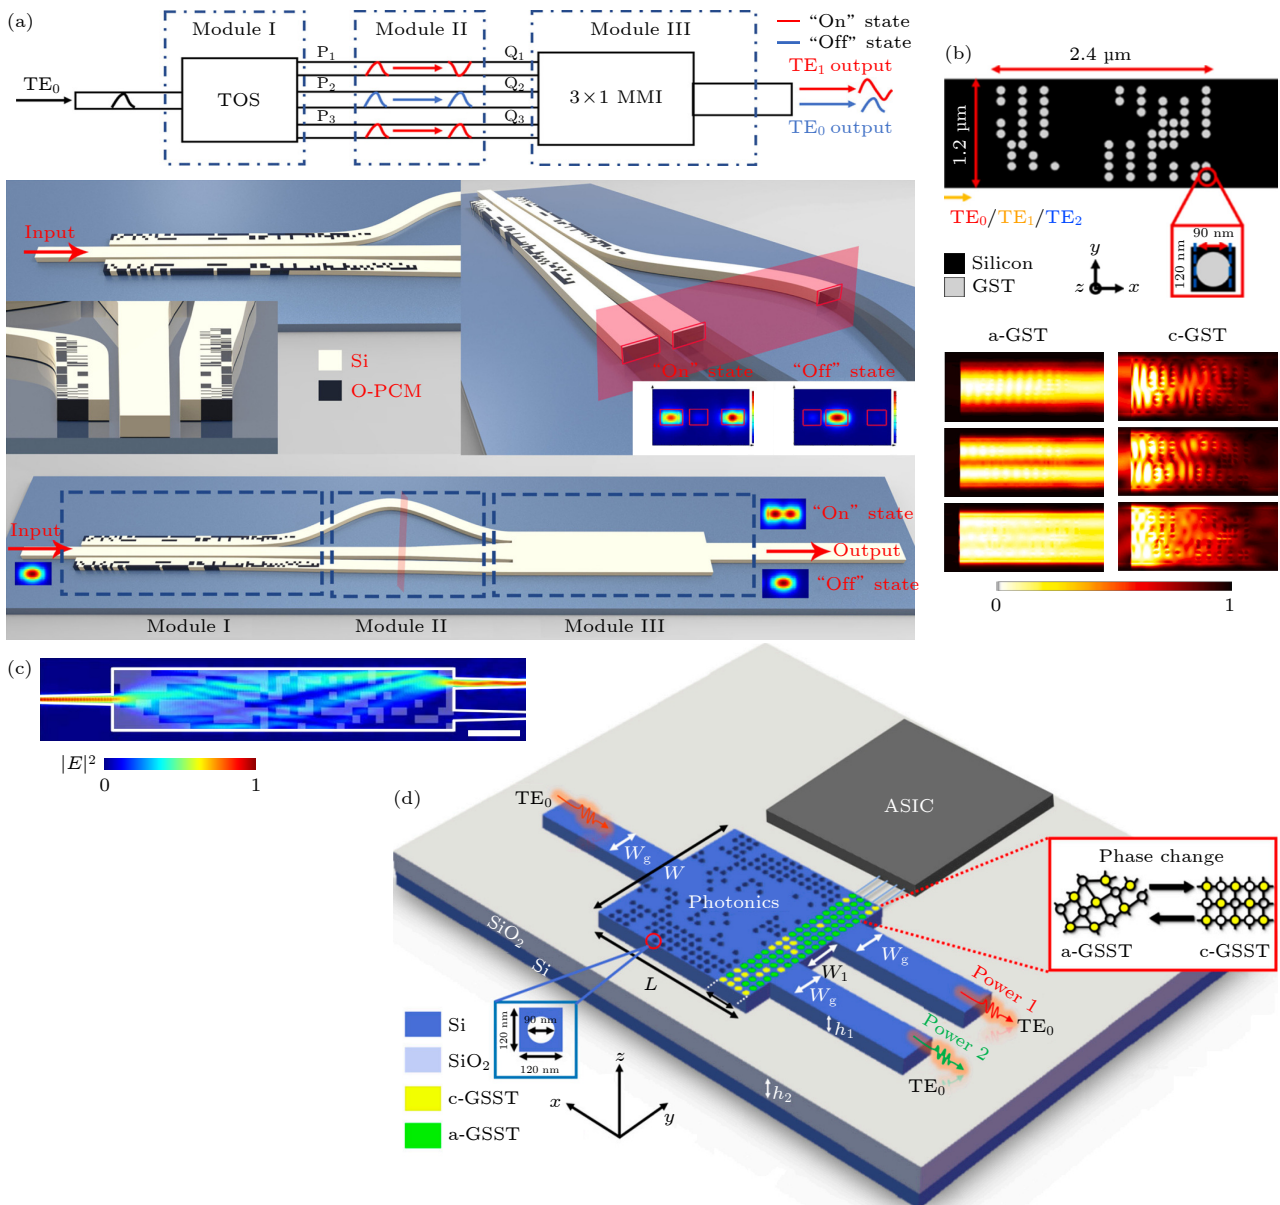 (a)
Module I
Module II
Module III
“On” state
“Off” state
TE0
TOS
P1
P2
P3
Q1
Q2
Q3
3×1 MMI
TE1 output
TE0 output
Input
Si
O-PCM
“On” state
“Off” state
Input
“On” state
Output
“Off” state
Module I
Module II
Module III
(b)
2.4 µm
1.2 µm
TE0/TE1/TE2
90 nm
120 nm
Silicon
GST
y
z
x
a-GST
c-GST
0
1
(c)
|E|2
0
1
(d)
TE0
Wg
W
ASIC
Photonics
Phase change
a-GSST
c-GSST
SiO2
Si
L
W1
Wg
Wg
h1
h2
Power 1
TE0
Power 2
TE0
90 nm
120 nm
120 nm
Si
SiO2
c-GSST
a-GSST
z
x
y